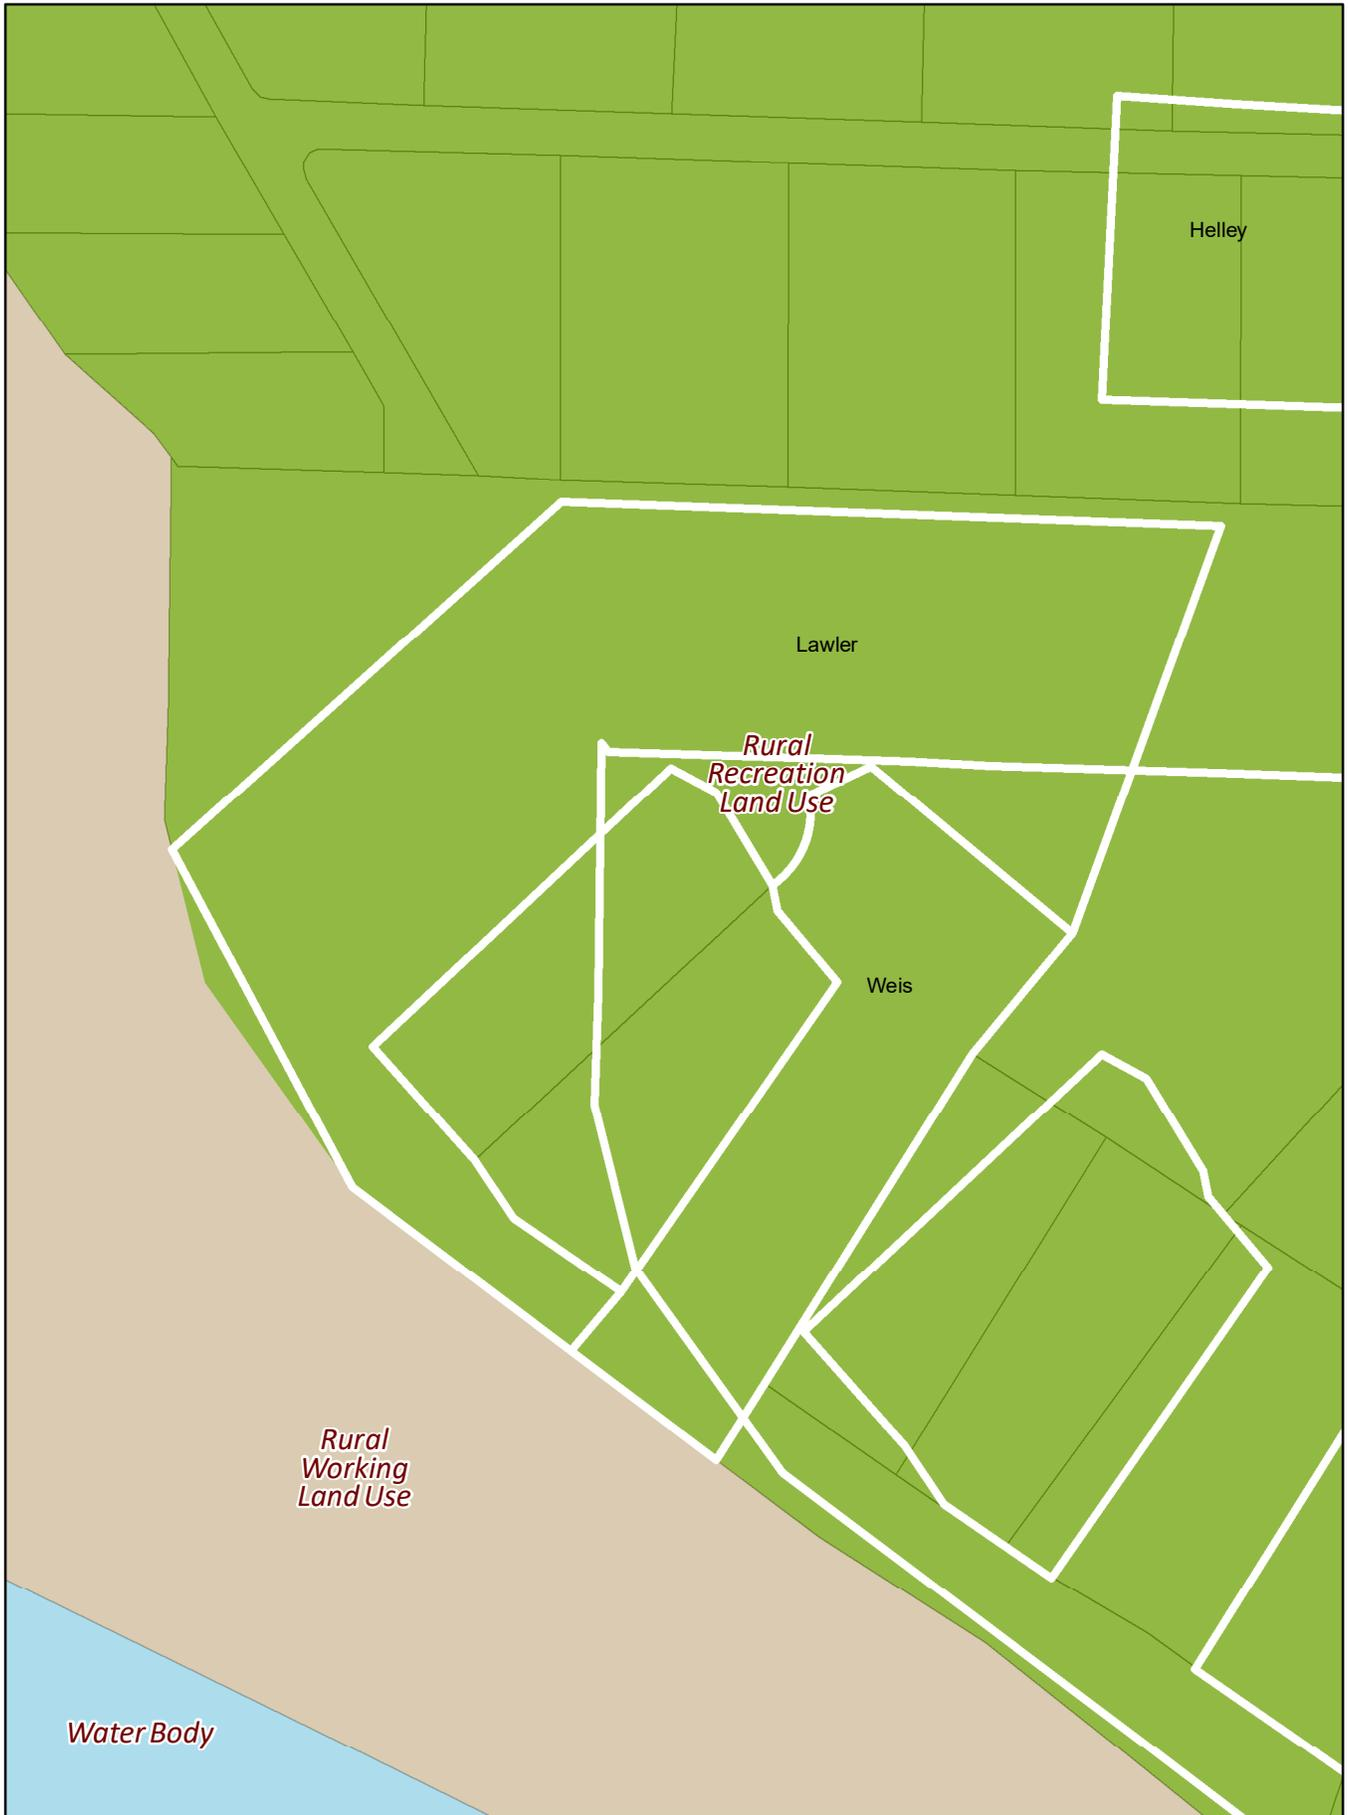 Helley
Lawler
Rural
Recreation
Land Use
Weis
Rural
Working
Land Use
Water Body